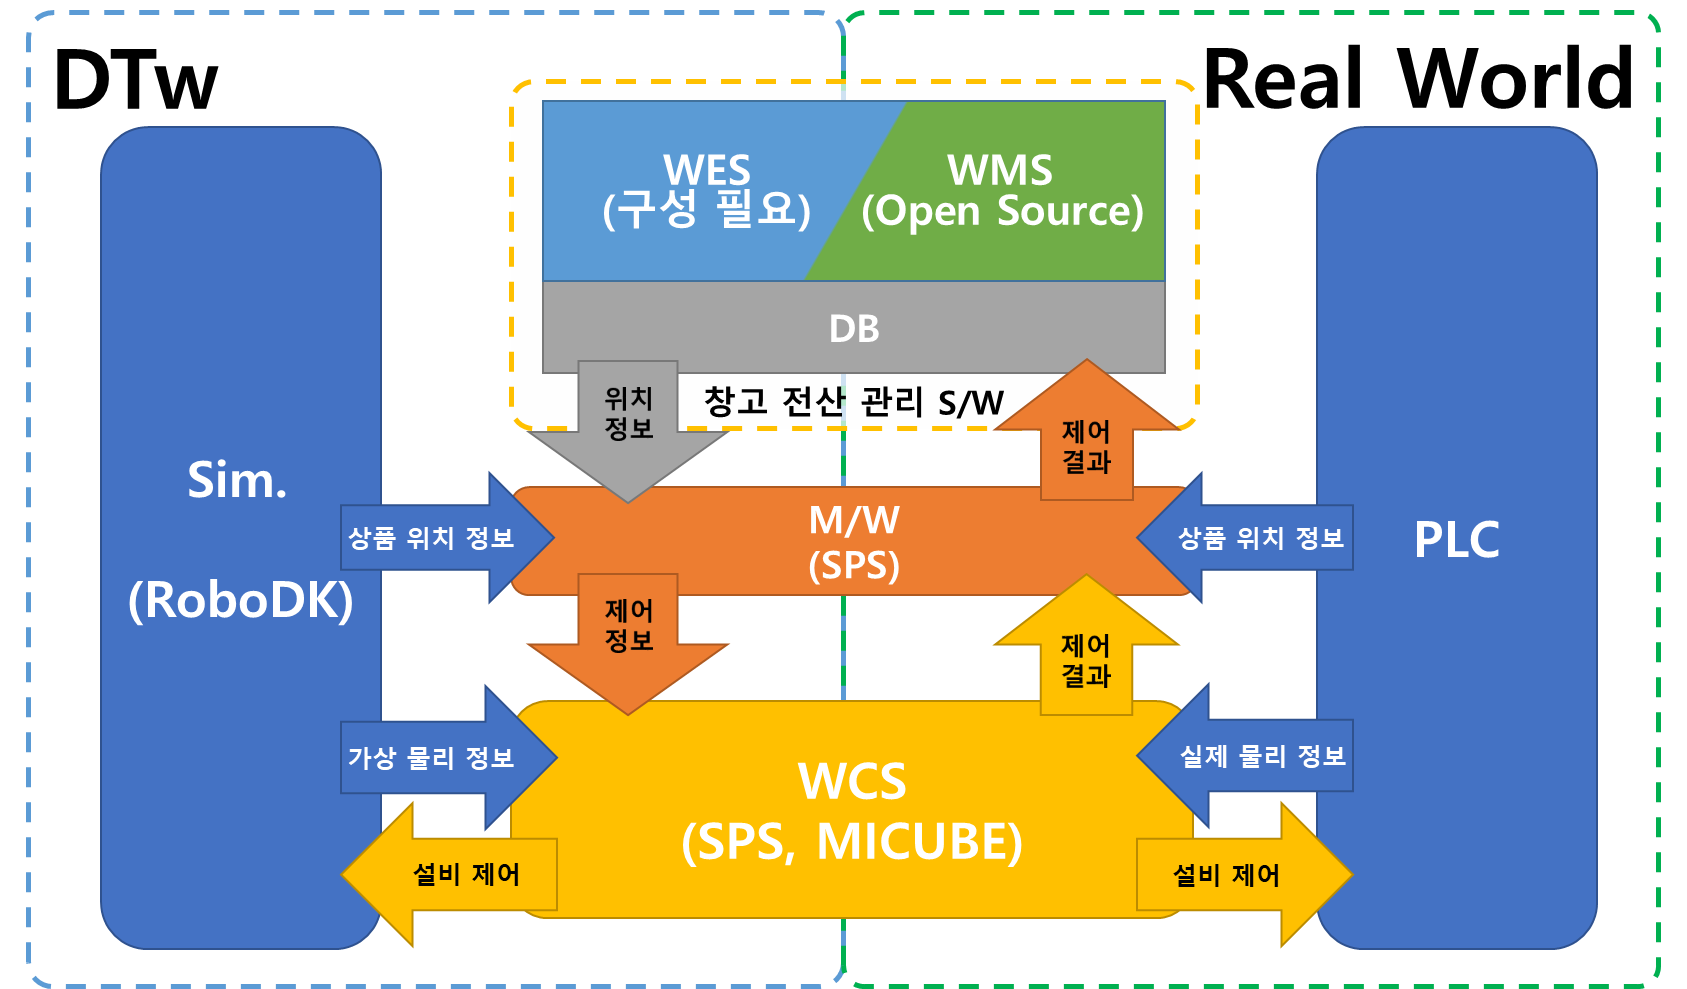 DTw
Real World
WES
(구성 필요)
WMS
(Open Source)
DB
위치
정보
창고 전산 관리 S/W
제어
결과
Sim.
(RoboDK)
상품 위치 정보
M/W
(SPS)
상품 위치 정보
PLC
제어
정보
제어
결과
가상 물리 정보
실제 물리 정보
WCS
(SPS, MICUBE)
설비 제어
설비 제어